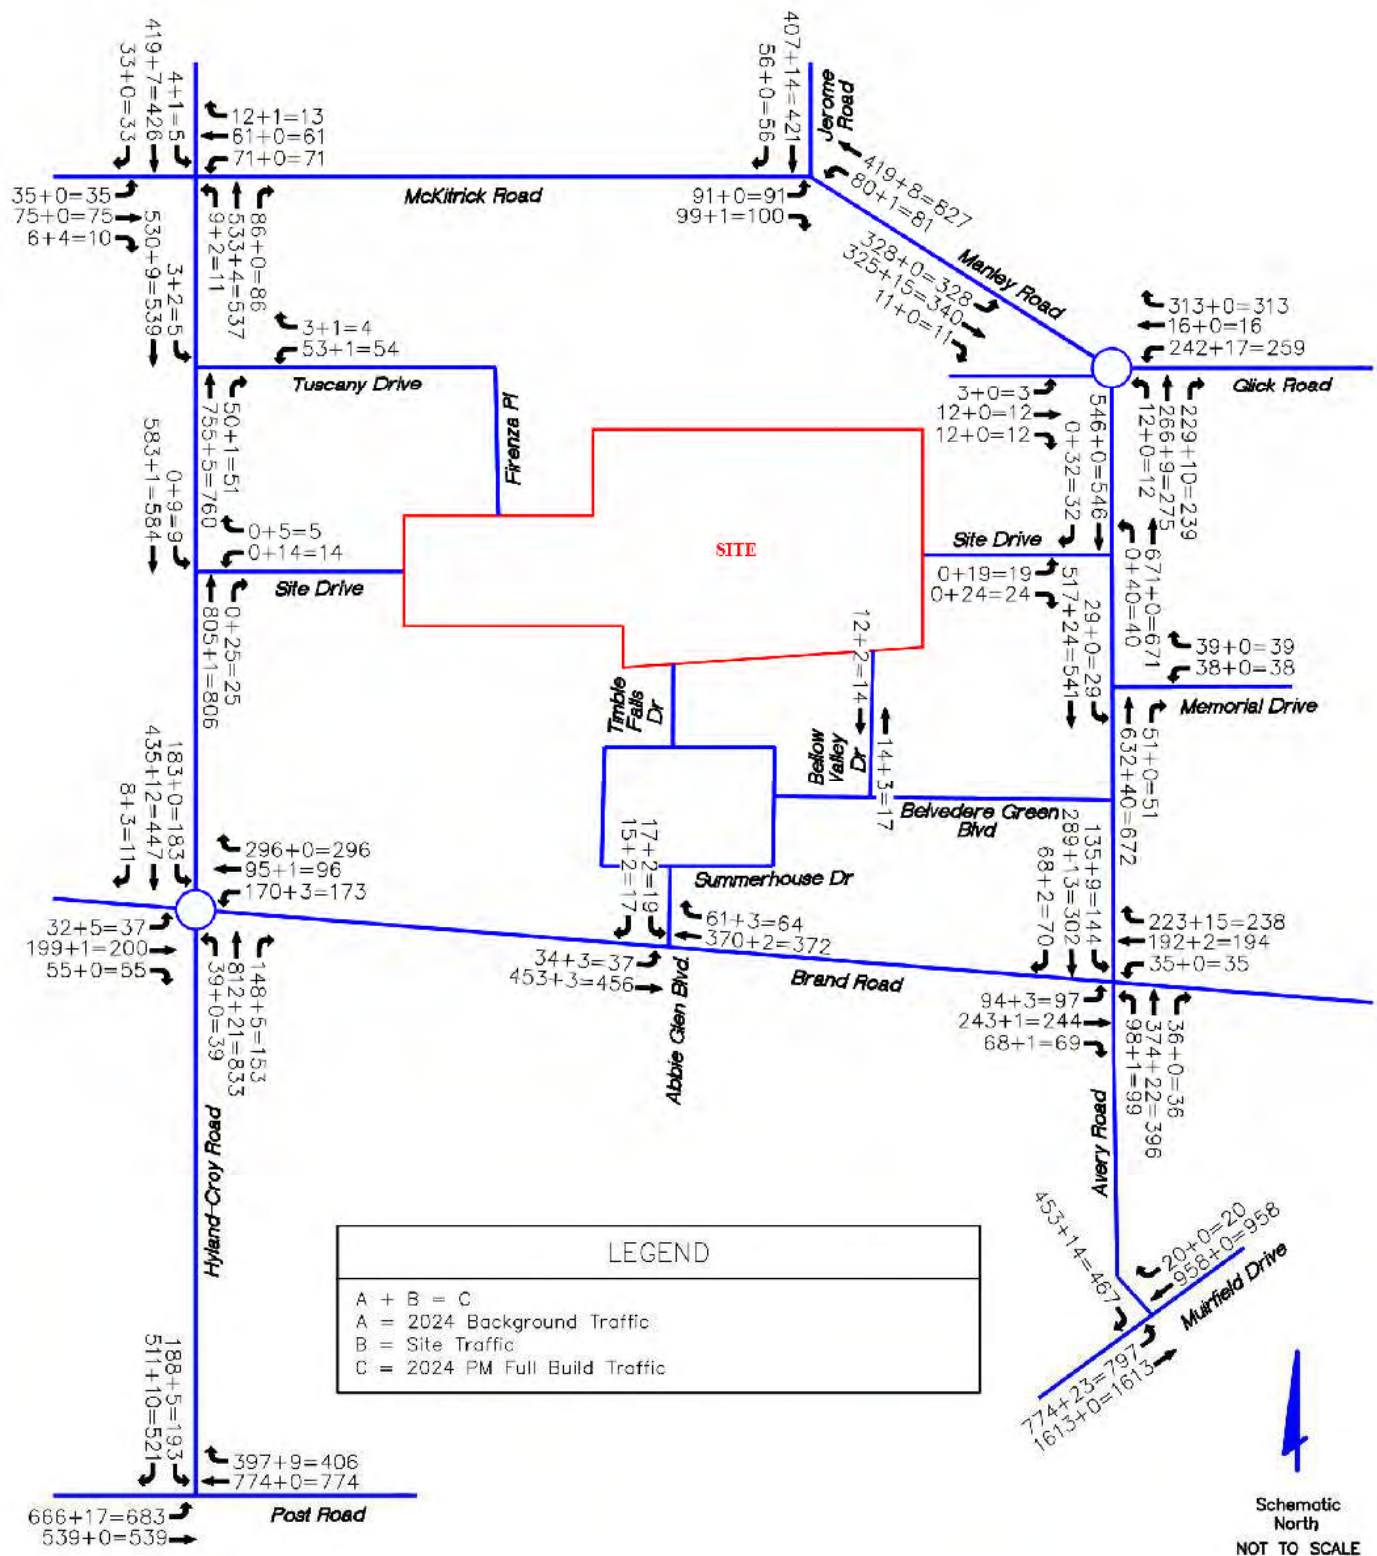 33+0=33
419+7=426
4+1=5
12+1=13
61+0=61
71+0=71
35+0=35
75+0=75
6+4=10
9+2=11
533+4=537
86+0=86
McKitrick Road
56+0=56
407+14=421
Jerome
Road
419+8=827
80+1=81
91+0=91
99+1=100
328+0=328
325+15=340
11+0=11
Manley Road
313+0=313
16+0=16
242+17=259
Glick Road
3+0=3
12+0=12
12+0=12
12+0=12
266+9=275
229+10=239
530+9=539
3+2=5
3+1=4
53+1=54
Tuscany Drive
755+5=760
50+1=51
Firenza Pl
583+1=584
0+9=9
0+5=5
0+14=14
Site Drive
805+1=806
0+25=25
SITE
0+32=32
546+0=546
Site Drive
0+19=19
0+24=24
0+40=40
671+0=671
517+24=541
29+0=29
39+0=39
38+0=38
Memorial Drive
632+40=672
51+0=51
12+2=14
14+3=17
Timble
Falls
Dr
Bellow
Valley
Dr
Belvedere Green
Blvd
8+3=11
435+12=447
183+0=183
296+0=296
95+1=96
170+3=173
32+5=37
199+1=200
55+0=55
39+0=39
812+21=833
148+5=153
15+2=17
17+2=19
Summerhouse Dr
61+3=64
370+2=372
34+3=37
453+3=456
Abbie Glen Blvd.
Brand Road
68+2=70
289+13=302
135+9=144
223+15=238
192+2=194
35+0=35
94+3=97
243+1=244
68+1=69
98+1=99
374+22=396
36+0=36
Hyland-Croy Road
Avery Road
453+14=467
20+0=20
958+0=958
Muirfield Drive
774+23=797
1613+0=1613
LEGEND
A + B = C
A = 2024 Background Traffic
B = Site Traffic
C = 2024 PM Full Build Traffic
511+10=521
188+5=193
397+9=406
774+0=774
666+17=683
539+0=539
Post Road
Schematic
North
NOT TO SCALE